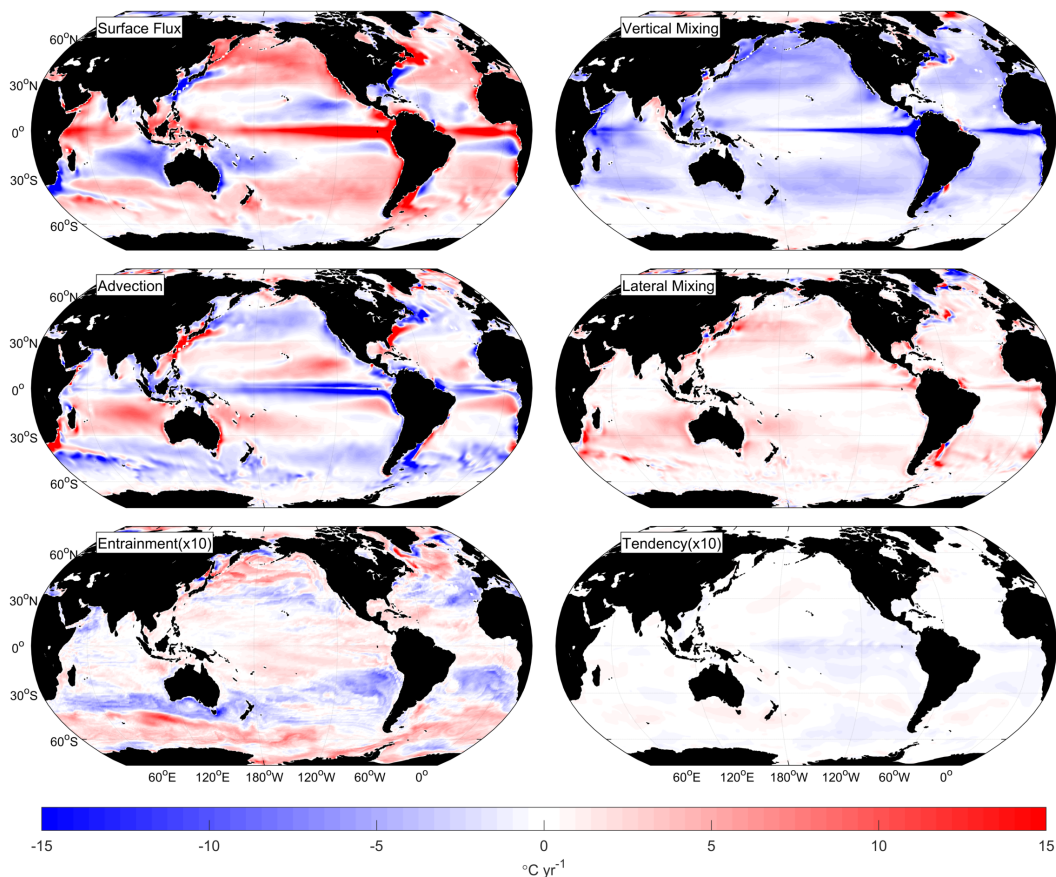 Surface Flux
Vertical Mixing
60°N
30°N
0°
30°S
60°S
Advection
Lateral Mixing
60°N
30°N
0°
30°S
60°S
Entrainment(x10)
Tendency(x10)
60°N
30°N
0°
30°S
60°S
60°E 120°E 180°W 120°W 60°W 0°
60°E 120°E 180°W 120°W 60°W 0°
-15 -10 -5 0 5 10 15
°C yr⁻¹